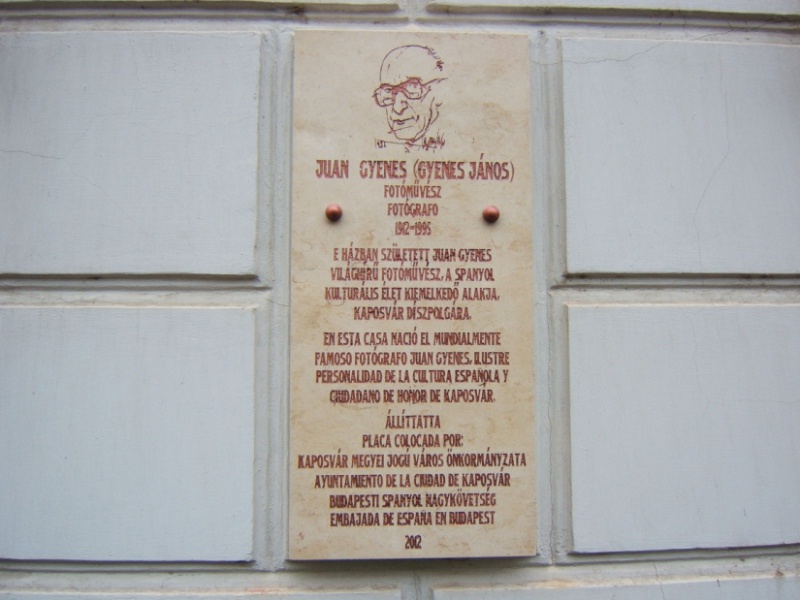 JUAN GYENES (GYENES JÁNOS)
FOTÓMŰVÉSZ
FOTÓGRAFO
1912-1995
E HÁZBAN SZÜLETETT JUAN GYENES
VILÁGHÍRŰ FOTÓMŰVÉSZ, A SPANYOL
KULTURÁLIS ÉLET KIEMELKEDŐ ALAKJA,
KAPOSVÁR DÍSZPOLGÁRA.
EN ESTA CASA NACIÓ EL MUNDIALMENTE
FAMOSO FOTÓGRAFO JUAN GYENES, ILUSTRE
PERSONALIDAD DE LA CULTURA ESPAÑOLA Y
CIUDADANO DE HONOR DE KAPOSVÁR.
ÁLLÍTTATTA
PLACA COLOCADA POR:
KAPOSVÁR MEGYEI JOGÚ VÁROS ÖNKORMÁNYZATA
AYUNTAMIENTO DE LA CIUDAD DE KAPOSVÁR
BUDAPESTI SPANYOL NAGYKÖVETSÉG
EMBAJADA DE ESPAÑA EN BUDAPEST
2012